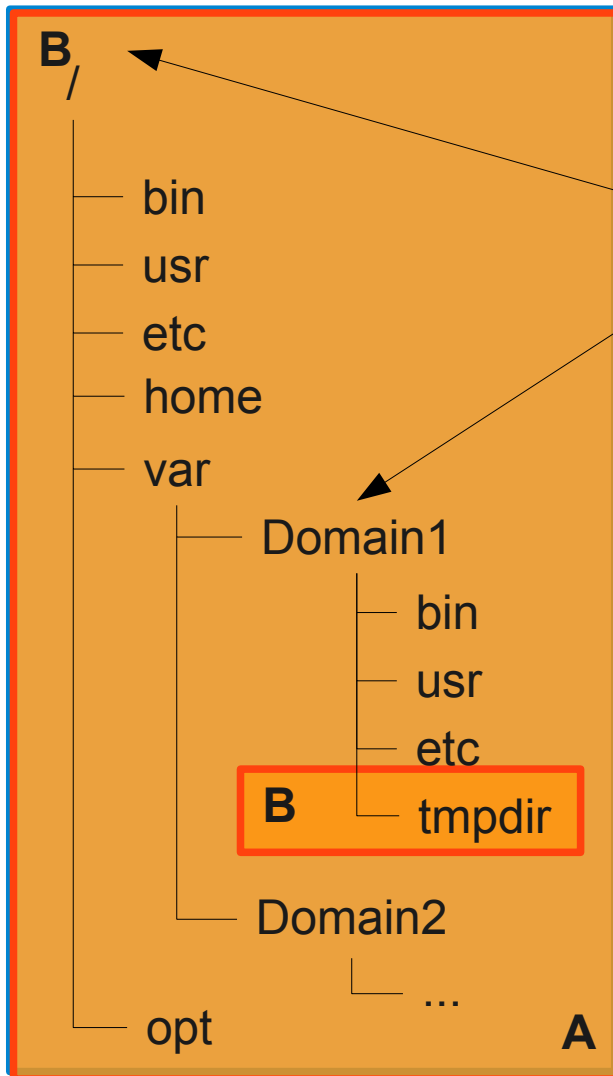 B
/
bin
usr
etc
home
var
Domain1
bin
usr
etc
B tmpdir
Domain2
...
opt
A